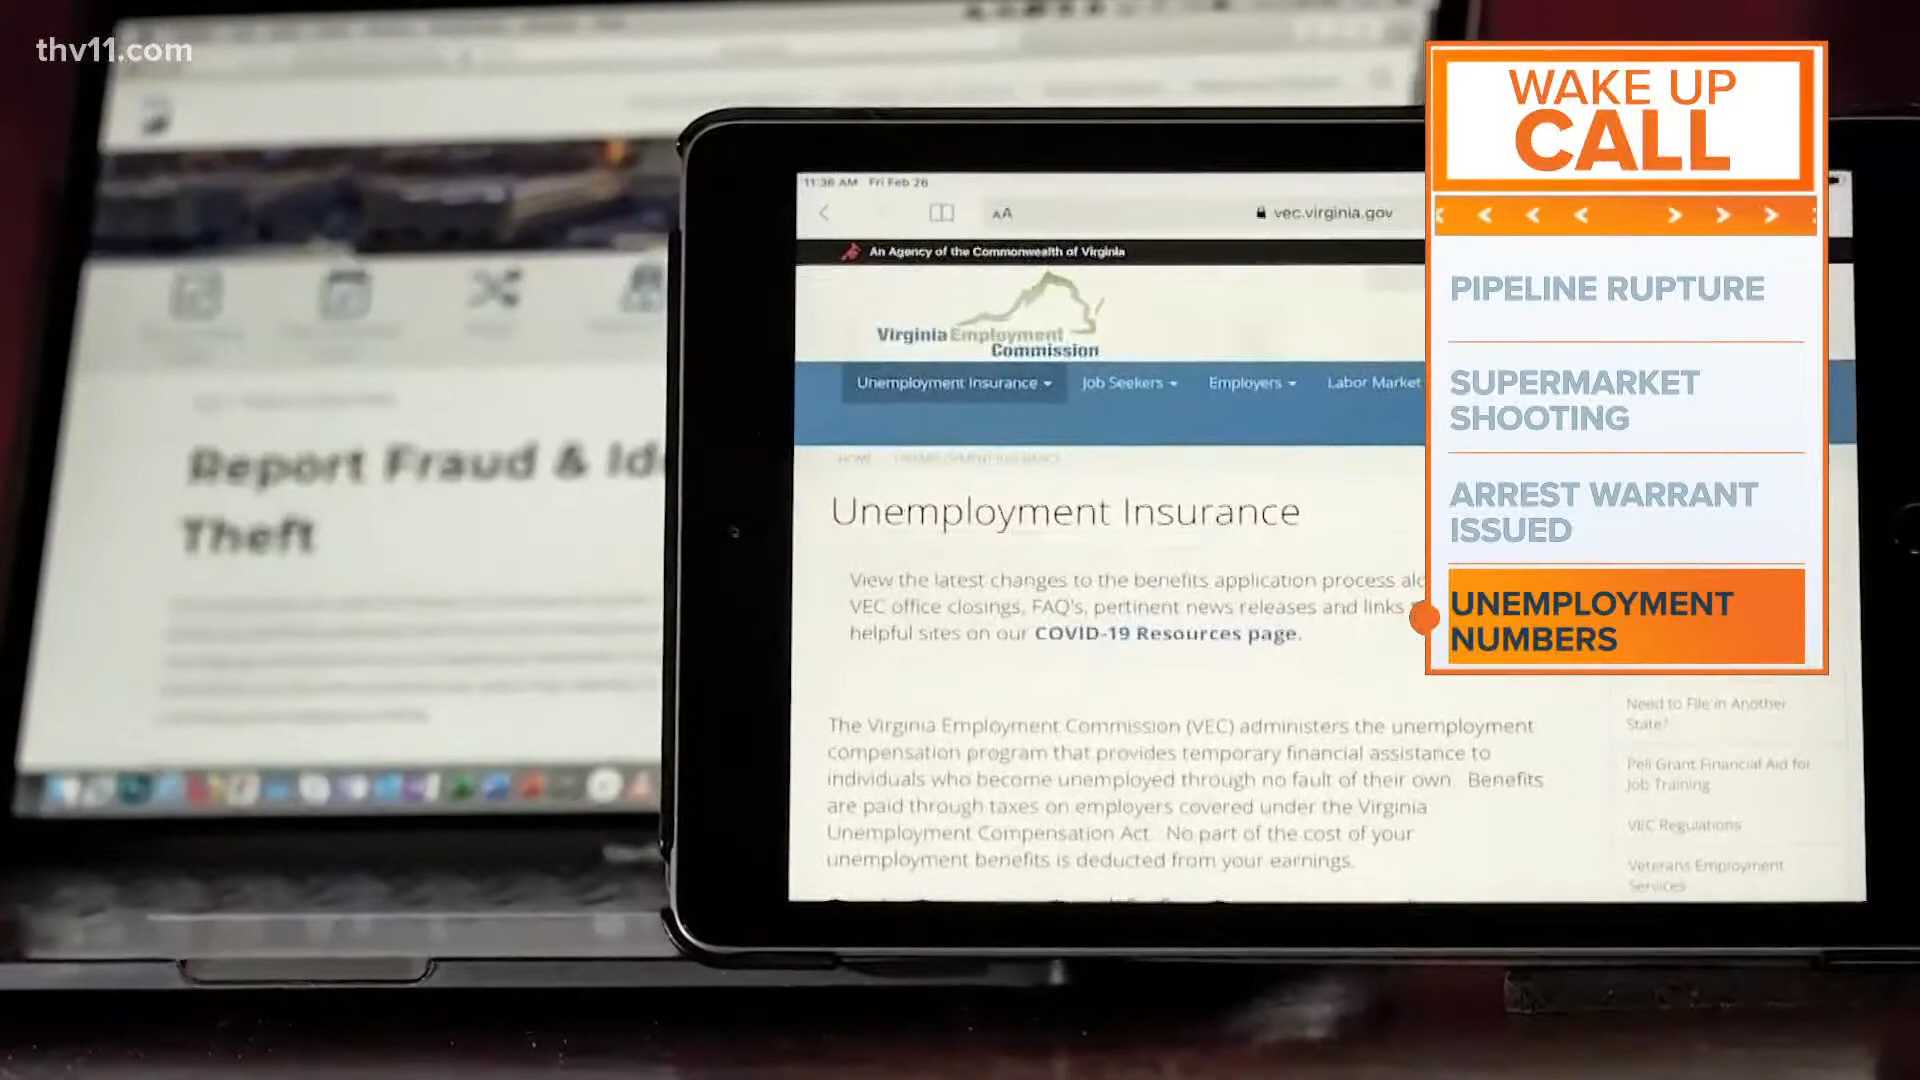 thv11.com
WAKE UP
CALL
PIPELINE RUPTURE
SUPERMARKET
SHOOTING
ARREST WARRANT
ISSUED
UNEMPLOYMENT
NUMBERS
Report Fraud &
Theft
11:36 AM Fri Feb 26
AA
vec.virginia.gov
An Agency of the Commonwealth of Virginia
Virginia Employment
Commission
Unemployment Insurance Job Seekers Employers Labor Market
HOME UNEMPLOYMENT INSURANCE
Unemployment Insurance
View the latest changes to the benefits application process
VEC office closings, FAQ's, pertinent news releases and links
helpful sites on our COVID-19 Resources page.
The Virginia Employment Commission (VEC) administers the unemployment
compensation program that provides temporary financial assistance to
individuals who become unemployed through no fault of their own. Benefits
are paid through taxes on employers covered under the Virginia
Unemployment Compensation Act. No part of the cost of your
unemployment benefits is deducted from your earnings.
Need to File in Another
State?
Pell Grant Financial Aid for
Job Training
VEC Regulations
Veterans Employment
Services